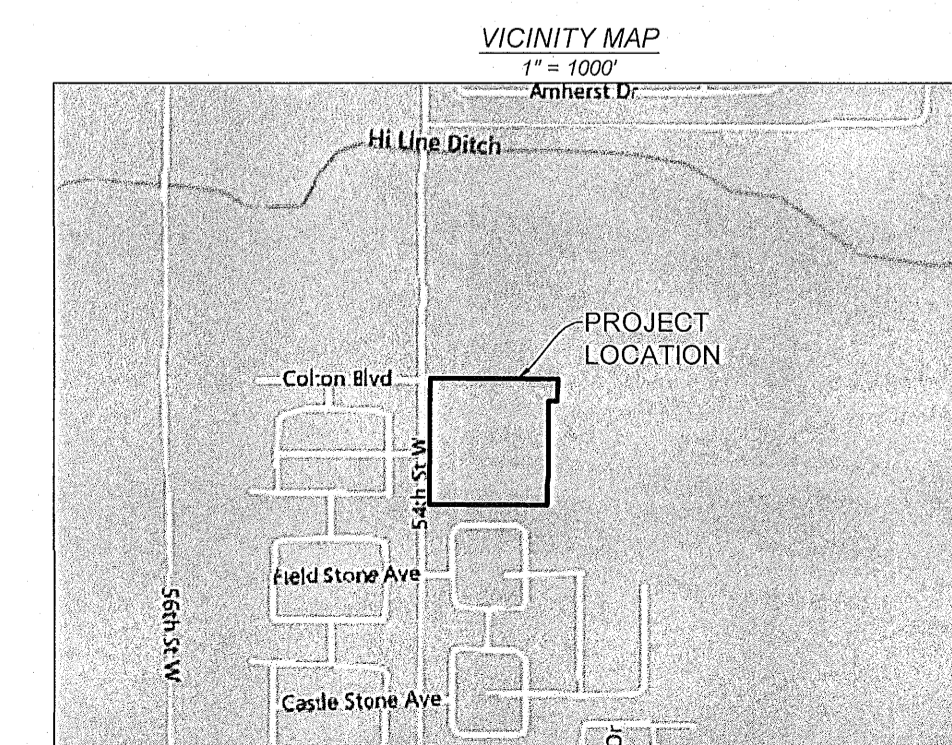 VICINITY MAP
1" = 1000'
Amherst Dr
Hi Line Ditch
PROJECT
LOCATION
Colton Blvd
54th St W
Field Stone Ave
56th St W
Castle Stone Ave